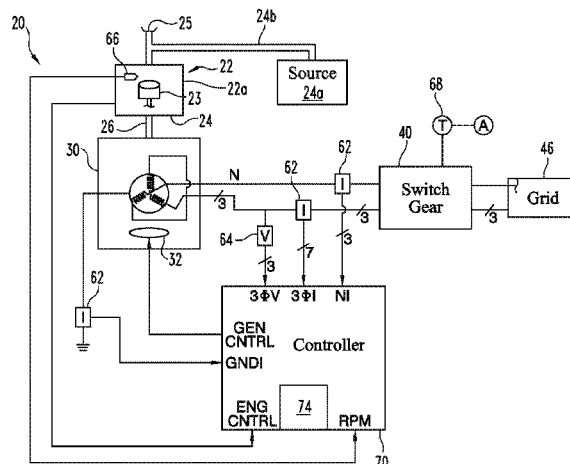 20
66
25
24b
22
22a
23
24
26
Source
24a
68
T
A
30
N
62
I
40
Switch
Gear
46
Grid
62
I
3
3
3
64
V
32
3
7
3
62
I
3ΦV 3ΦI NI
GEN
CNTRL
Controller
GNDI
ENG
CNTRL
74
RPM
70